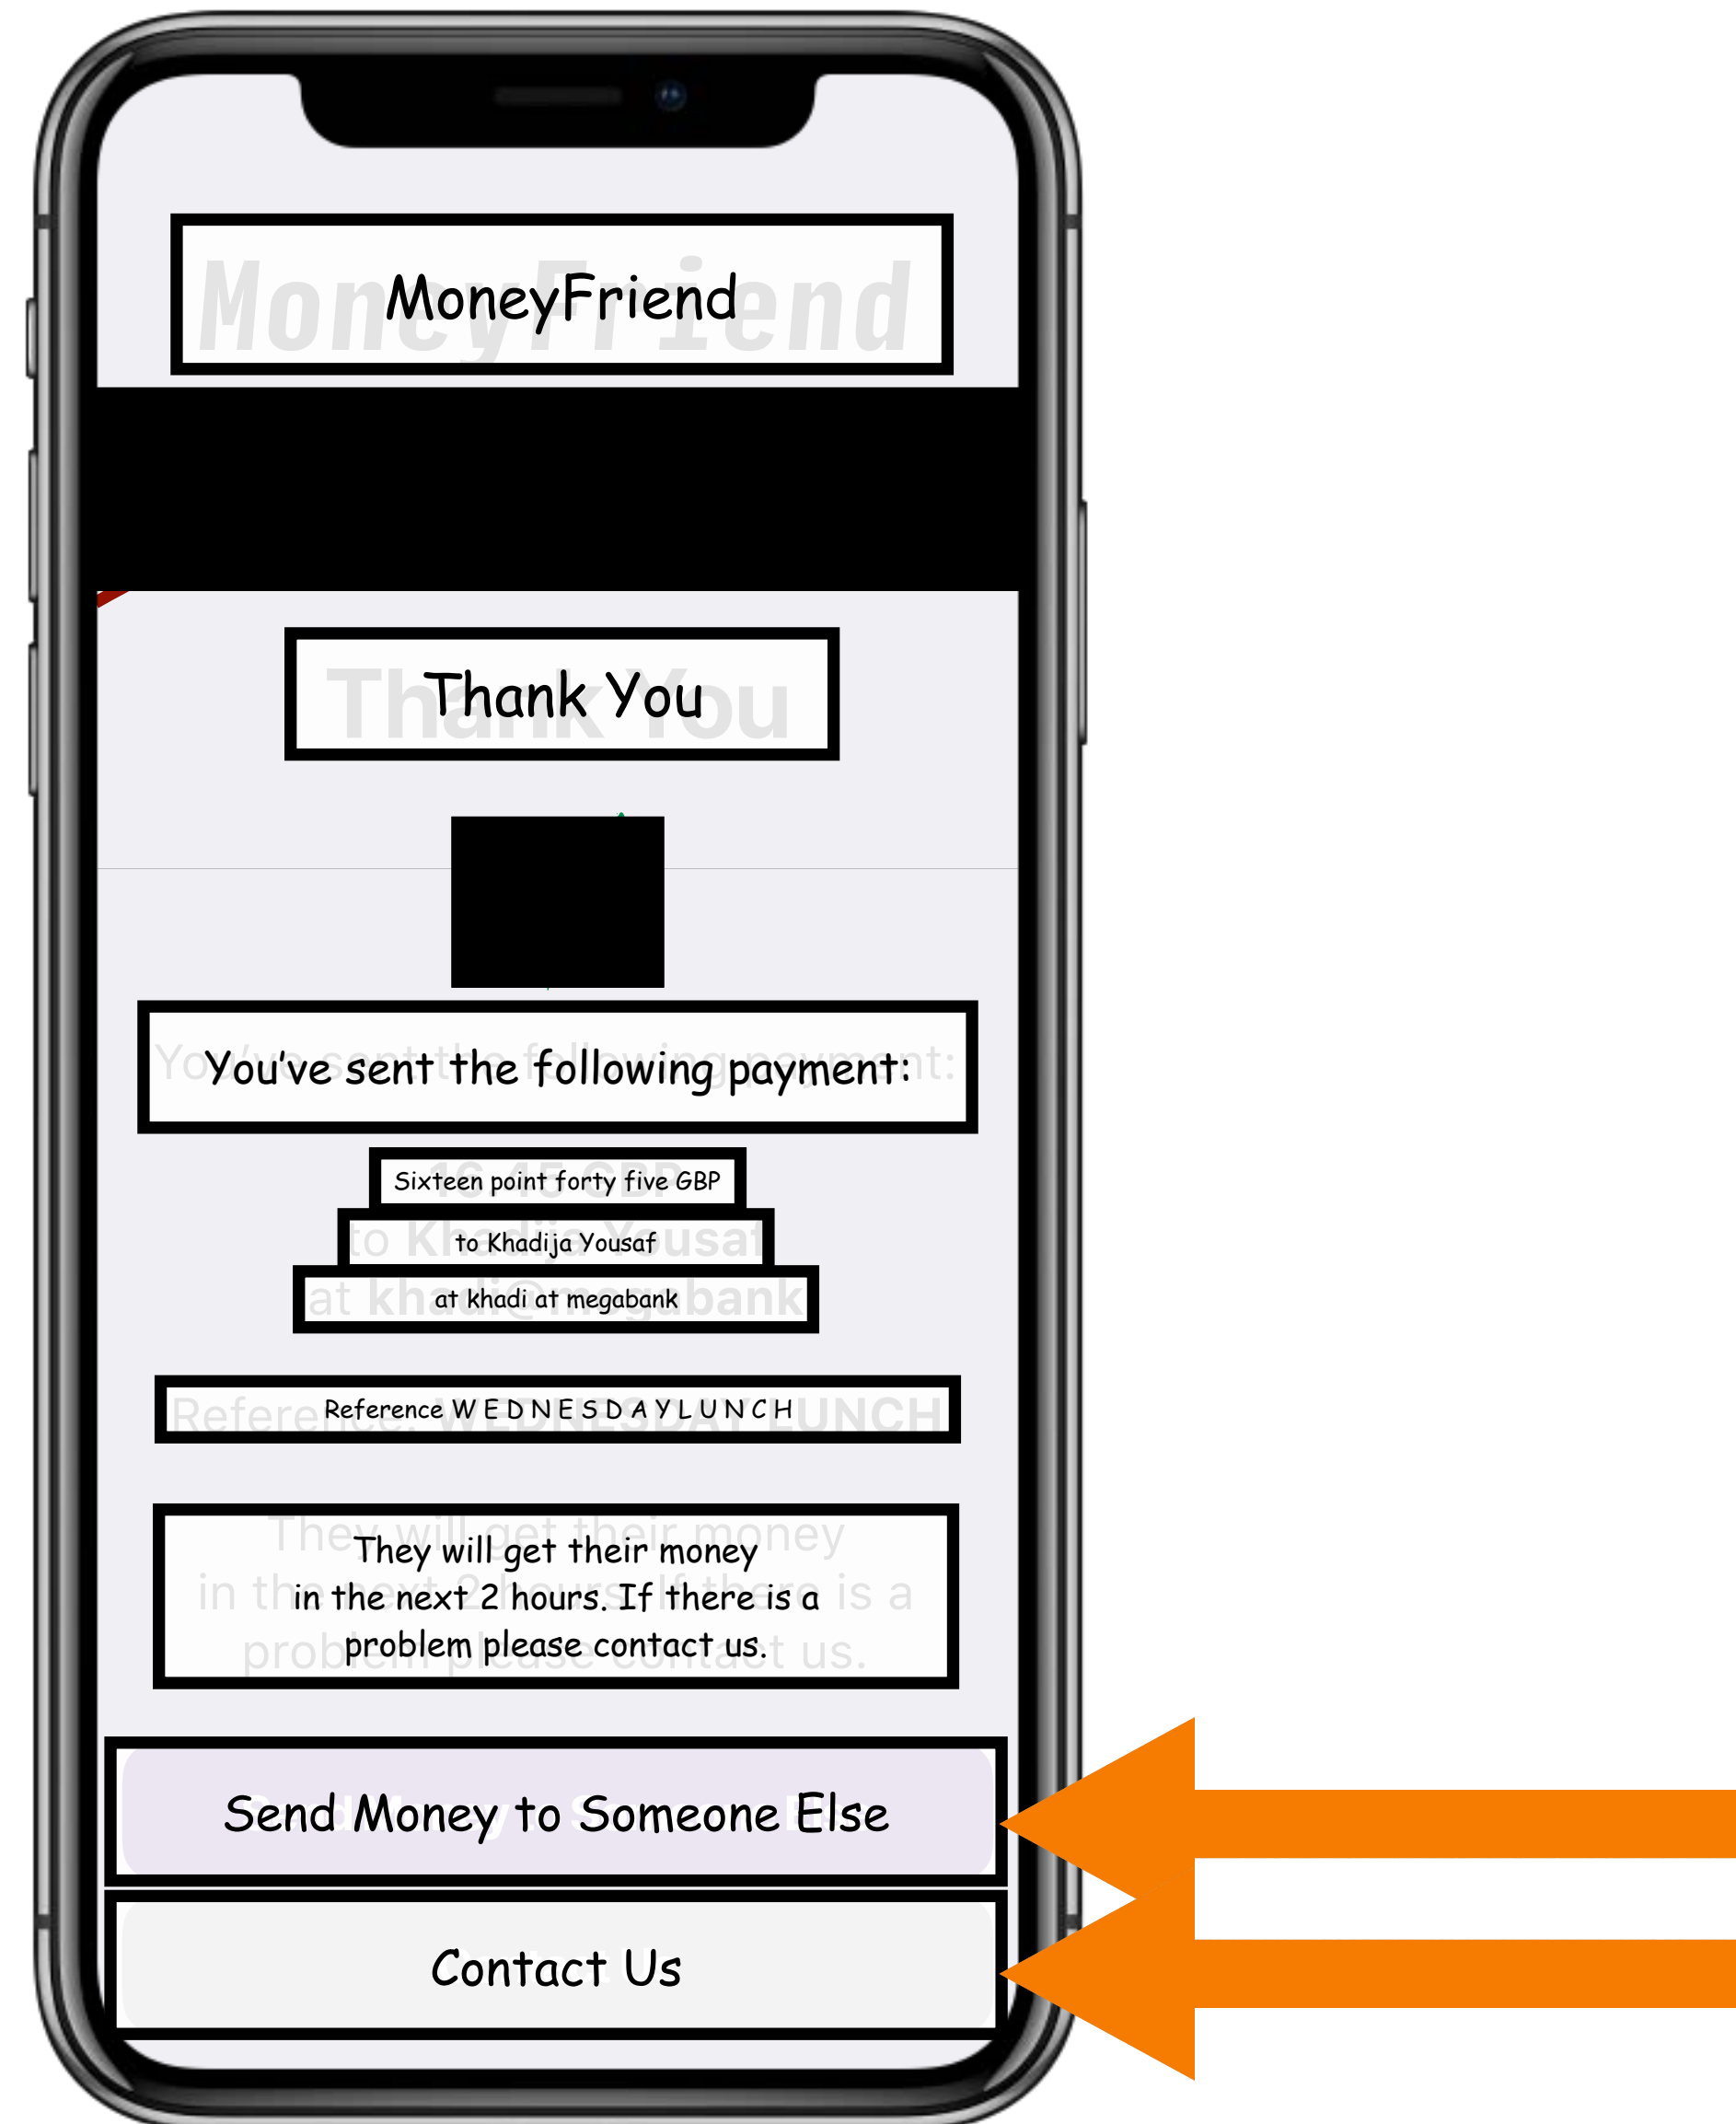 MoneyFriend
Thank You
You've sent the following payment:
Sixteen point forty five GBP
to Khadija Yousaf
at khadi at megabank
Reference W E D N E S D A Y L U N C H
They will get their money
in the next 2 hours. If there is a
problem please contact us.
Send Money to Someone Else
Contact Us